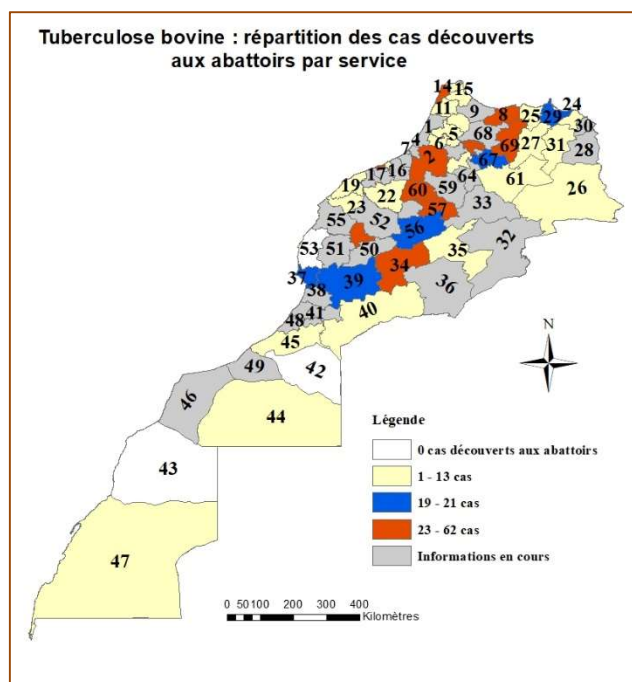 Tuberculose bovine : répartition des cas découverts
aux abattoirs par service
14 15
24
11 9 8 25 29
1 5 68 30
7 4 6 69 27 31 28
17 16 2 67
19 64
22 60 59 61 26
23 57 33
55 52
53 51 50 56 32
35
37 38 39 34 36
48 41 40
45
49 42
46
44
43
47
N
Légende
0 cas découverts aux abattoirs
1 - 13 cas
19 - 21 cas
23 - 62 cas
Informations en cours
0 50 100 200 300 400
Kilomètres